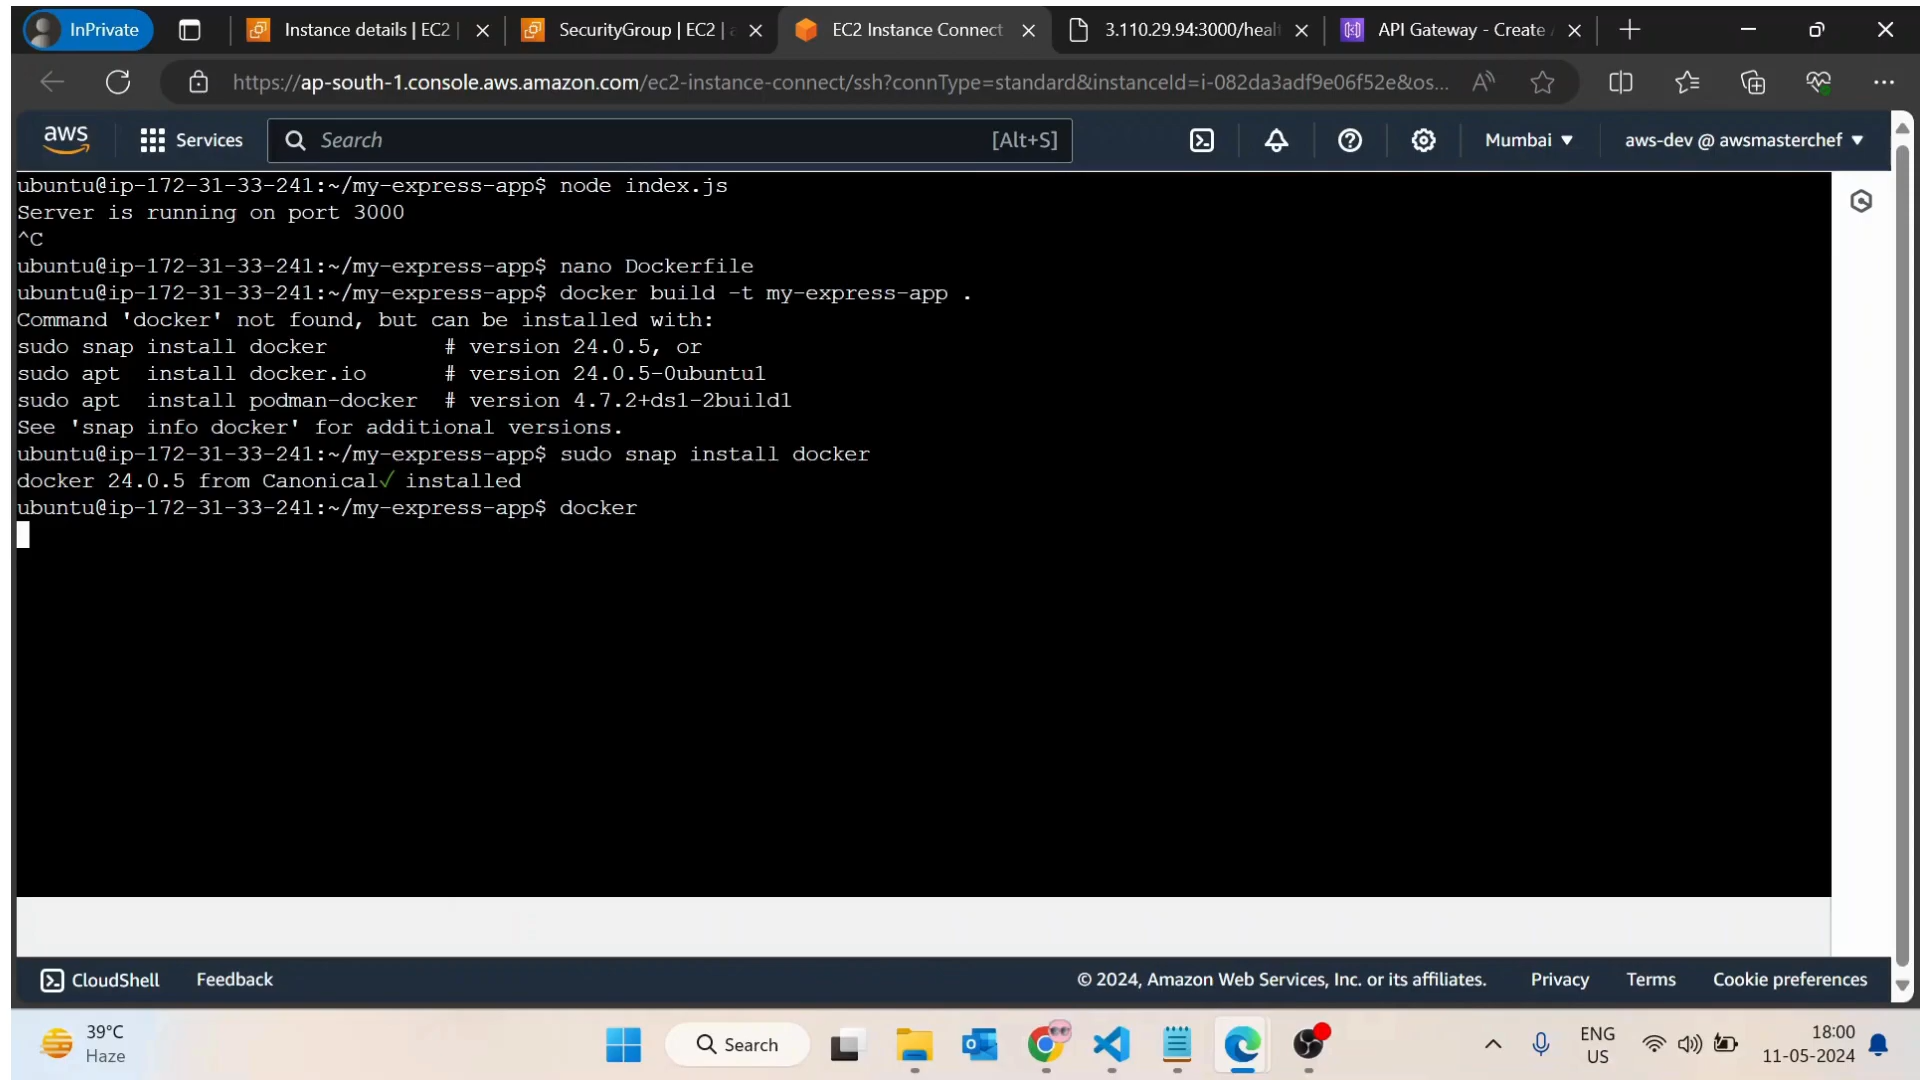 InPrivate
Instance details | EC2
SecurityGroup | EC2 |
EC2 Instance Connect
3.110.29.94:3000/heal
API Gateway - Create
https://ap-south-1.console.aws.amazon.com/ec2-instance-connect/ssh?connType=standard&instanceId=i-082da3adf9e06f52e&os...
aws
Services
Search
[Alt+S]
Mumbai
aws-dev @ awsmasterchef
ubuntu@ip-172-31-33-241:~/my-express-app$ node index.js
Server is running on port 3000
^C
ubuntu@ip-172-31-33-241:~/my-express-app$ nano Dockerfile
ubuntu@ip-172-31-33-241:~/my-express-app$ docker build -t my-express-app .
Command 'docker' not found, but can be installed with:
sudo snap install docker         # version 24.0.5, or
sudo apt  install docker.io      # version 24.0.5-0ubuntu1
sudo apt  install podman-docker  # version 4.7.2+ds1-2build1
See 'snap info docker' for additional versions.
ubuntu@ip-172-31-33-241:~/my-express-app$ sudo snap install docker
docker 24.0.5 from Canonical✓ installed
ubuntu@ip-172-31-33-241:~/my-express-app$ docker
CloudShell
Feedback
© 2024, Amazon Web Services, Inc. or its affiliates.
Privacy
Terms
Cookie preferences
39°C
Haze
Search
ENG
US
18:00
11-05-2024